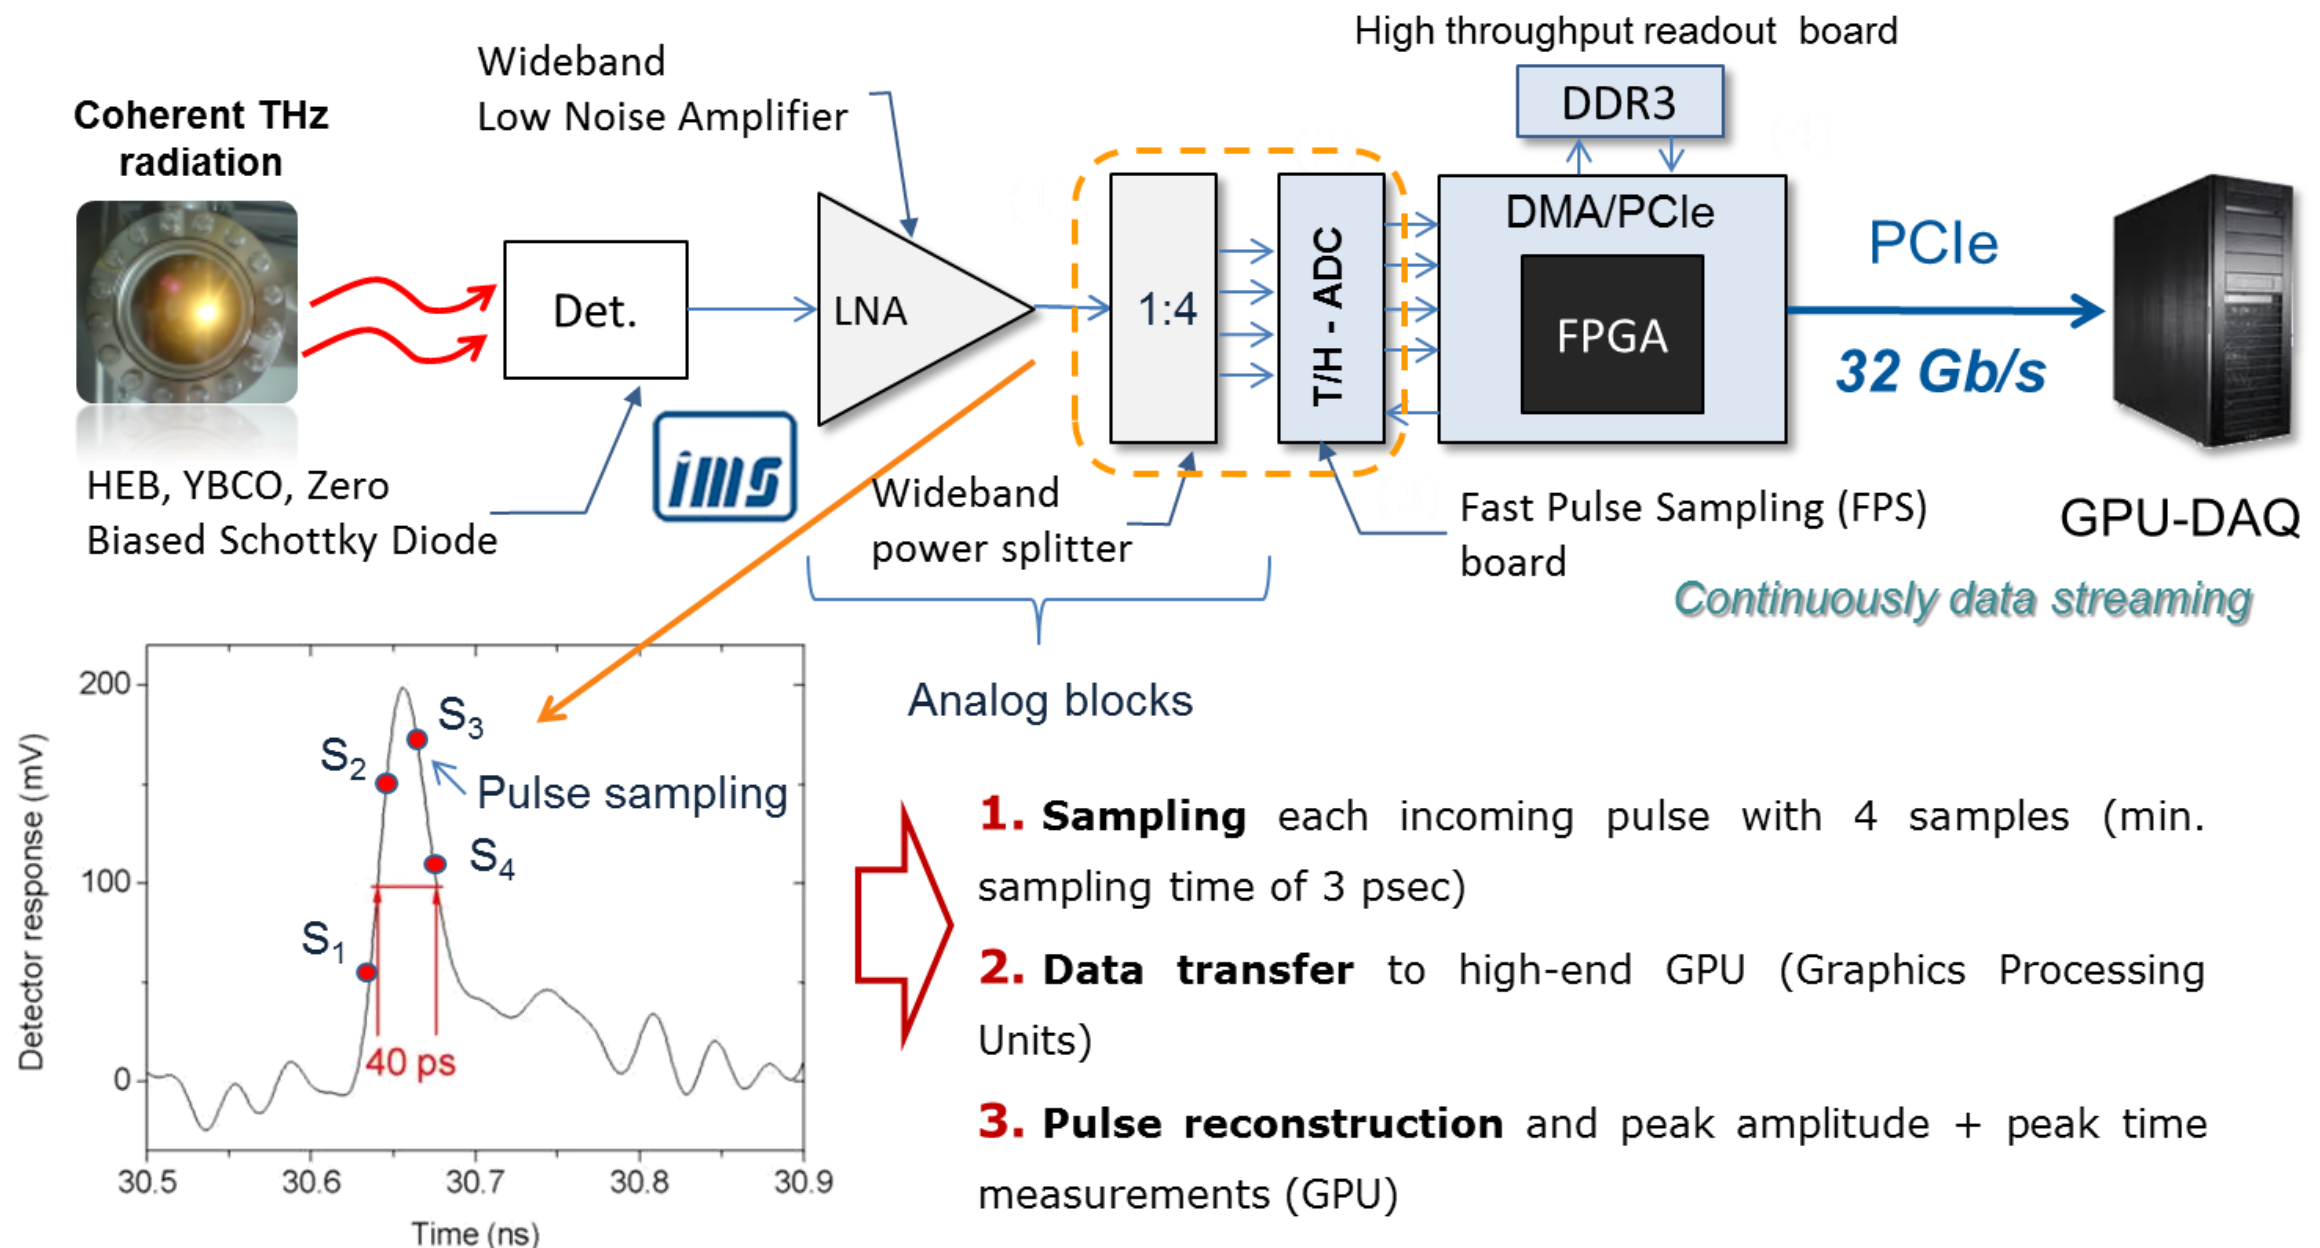 High throughput readout board
Wideband
Low Noise Amplifier
Coherent THz
radiation
DDR3
DMA/PCIe
FPGA
PCIe
32 Gb/s
Det.
LNA
1:4
T/H - ADC
ims
HEB, YBCO, Zero
Biased Schottky Diode
Wideband
power splitter
Fast Pulse Sampling (FPS)
board
GPU-DAQ
Continuously data streaming
Analog blocks
Detector response (mV)
200
100
0
S3
S2
Pulse sampling
S4
S1
40 ps
30.5 30.6 30.7 30.8 30.9
Time (ns)
1. Sampling each incoming pulse with 4 samples (min.
sampling time of 3 psec)
2. Data transfer to high-end GPU (Graphics Processing
Units)
3. Pulse reconstruction and peak amplitude + peak time
measurements (GPU)